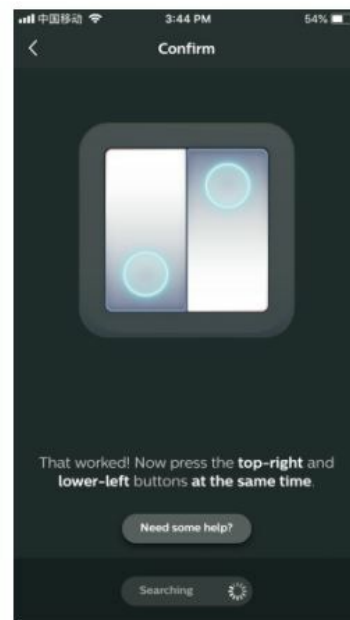 中国移动 3:44 PM 54%
Confirm
That worked! Now press the top-right and
lower-left buttons at the same time.
Need some help?
Searching